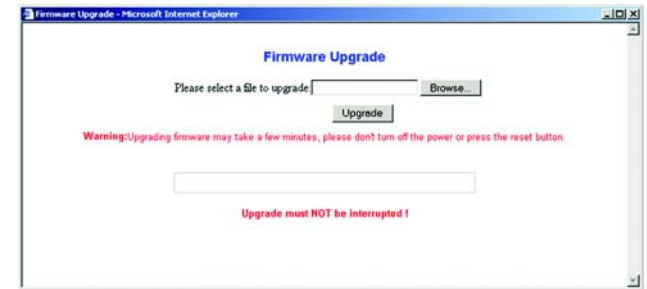 Firmware Upgrade - Microsoft Internet Explorer
Firmware Upgrade
Please select a file to upgrade: Browse...
Upgrade
Warning:Upgrading firmware may take a few minutes, please don't turn off the power or press the reset button.
Upgrade must NOT be interrupted !